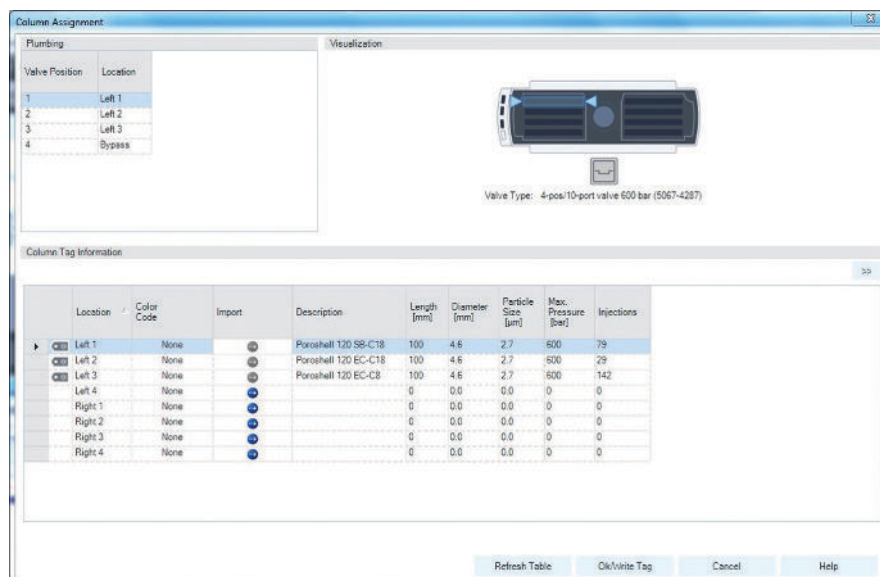 Column Assignment
Plumbing
Valve Position Location
1 Left 1
2 Left 2
3 Left 3
4 Bypass
Visualization
Valve Type: 4-pos/10-port valve 600 bar (5067-4287)
Column Tag Information
>>
Location Color Code Import Description Length [mm] Diameter [mm] Particle Size [µm] Max. Pressure [bar] Injections
Left 1 None Poroshell 120 SB-C18 100 4.6 2.7 600 79
Left 2 None Poroshell 120 EC-C18 100 4.6 2.7 600 29
Left 3 None Poroshell 120 EC-C8 100 4.6 2.7 600 142
Left 4 None 0 0.0 0.0 0 0
Right 1 None 0 0.0 0.0 0 0
Right 2 None 0 0.0 0.0 0 0
Right 3 None 0 0.0 0.0 0 0
Right 4 None 0 0.0 0.0 0 0
Refresh Table Ok/Write Tag Cancel Help